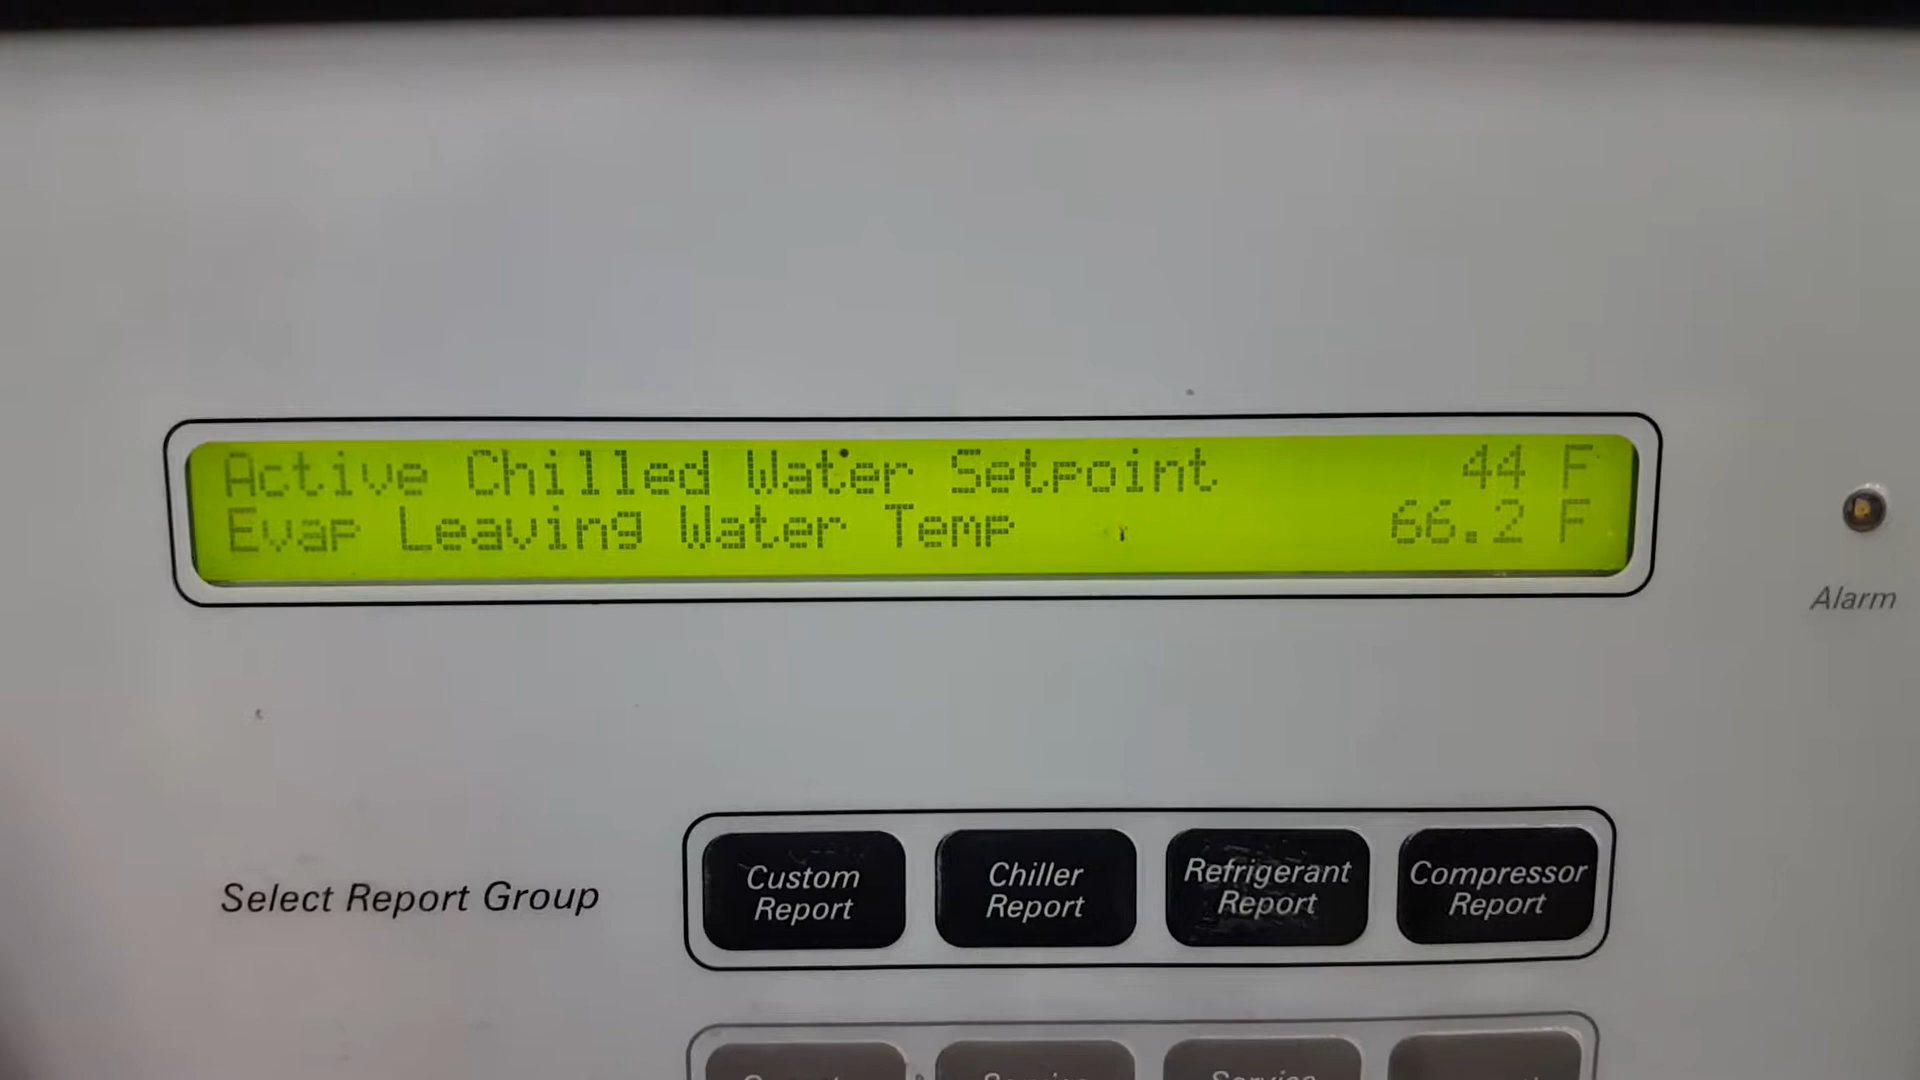 Active Chilled Water Setpoint 44 F
Evap Leaving Water Temp 66.2 F
Alarm
Select Report Group
Custom
Report
Chiller
Report
Refrigerant
Report
Compressor
Report
Service